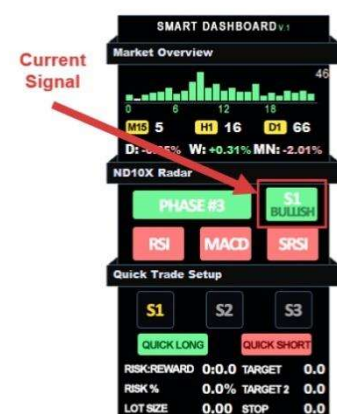 SMART DASHBOARD V.1
Market Overview
Current
Signal
46
0 6 12 18
M15 5 H1 16 D1 66
W: +0.31% MN: -2.01%
ND10X Radar
PHASE #3 S1
BULLISH
RSI MACD SRSI
Quick Trade Setup
S1 S2 S3
QUICK LONG QUICK SHORT
RISK:REWARD 0:0.0 TARGET 0.0
RISK % 0.0% TARGET 2 0.0
LOT SIZE 0.00 STOP 0.0